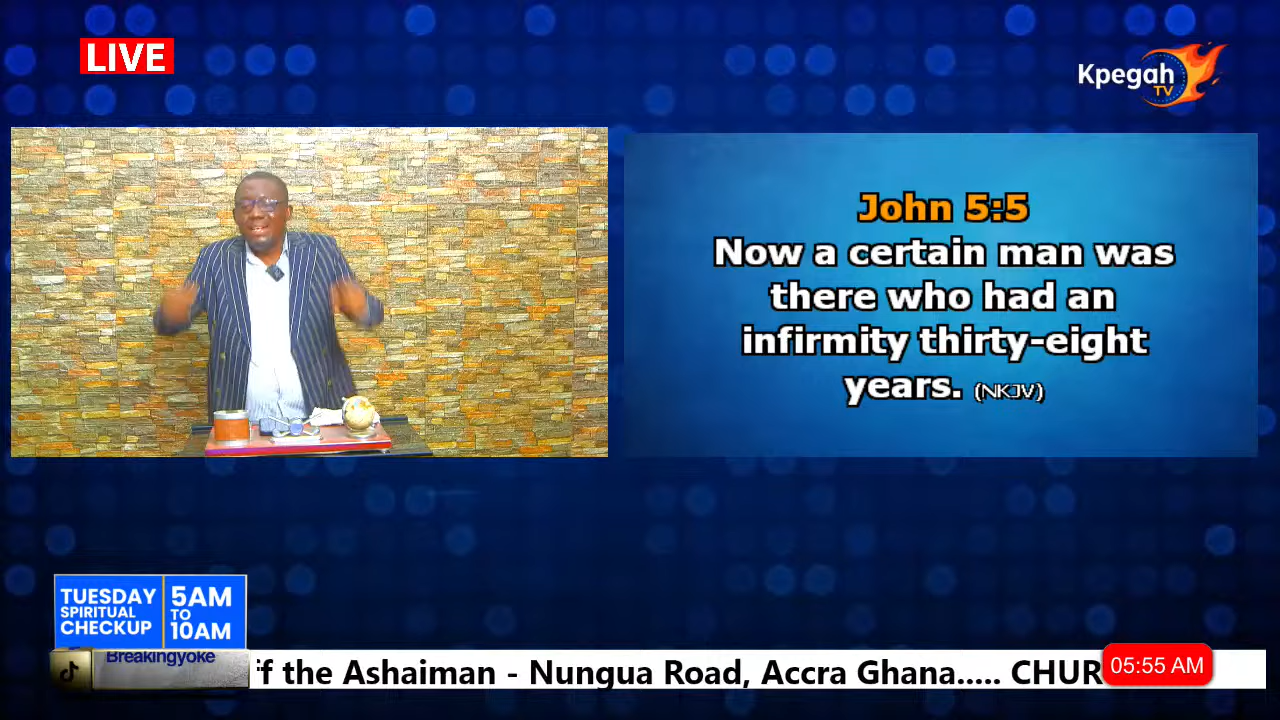 LIVE
Kpegah
TV
John 5:5
Now a certain man was
there who had an
infirmity thirty-eight
years. (NKJV)
TUESDAY
SPIRITUAL
CHECKUP
5AM
TO
10AM
Breakingyoke
f the Ashaiman - Nungua Road, Accra Ghana..... CHUR
05:55 AM